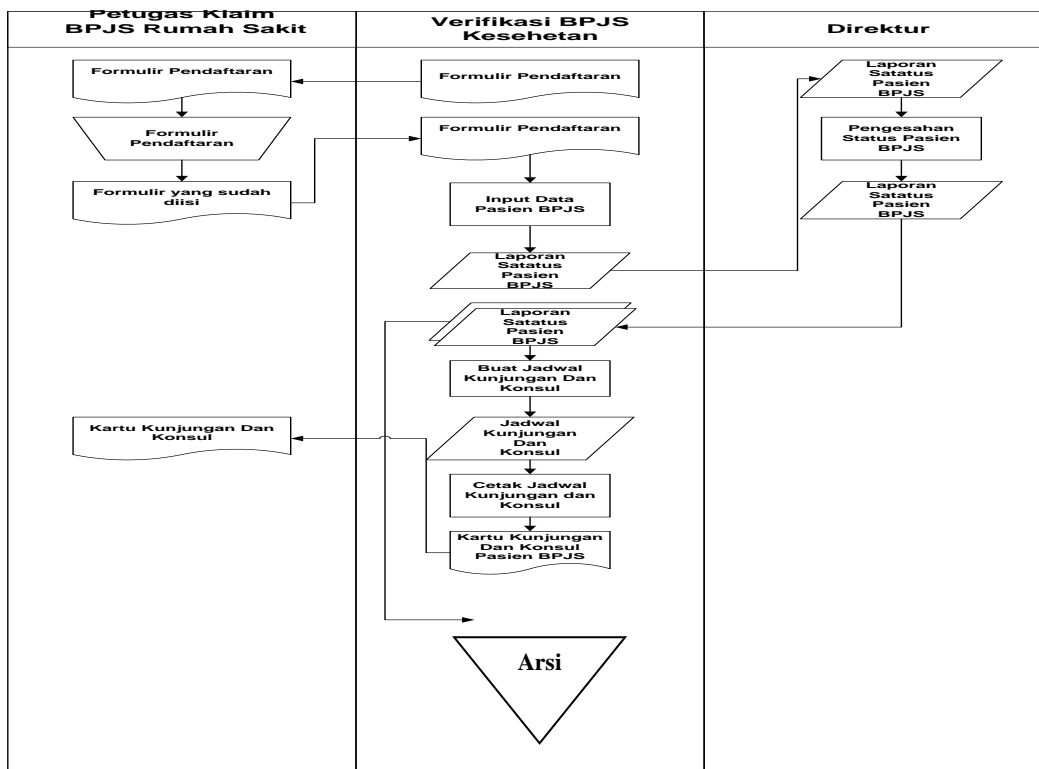 Petugas Klaim
BPJS Rumah Sakit
Verifikasi BPJS
Kesehetan
Direktur
Formulir Pendaftaran
Formulir
Pendaftaran
Formulir yang sudah
diisi
Kartu Kunjungan Dan
Konsul
Formulir Pendaftaran
Formulir Pendaftaran
Input Data
Pasien BPJS
Laporan
Satatus
Pasien
BPJS
Laporan
Satatus
Pasien
BPJS
Buat Jadwal
Kunjungan Dan
Konsul
Jadwal
Kunjungan
Dan
Konsul
Cetak Jadwal
Kunjungan dan
Konsul
Kartu Kunjungan
Dan Konsul
Pasien BPJS
Arsi
Laporan
Satatus
Pasien
BPJS
Pengesahan
Status Pasien
BPJS
Laporan
Satatus
Pasien
BPJS